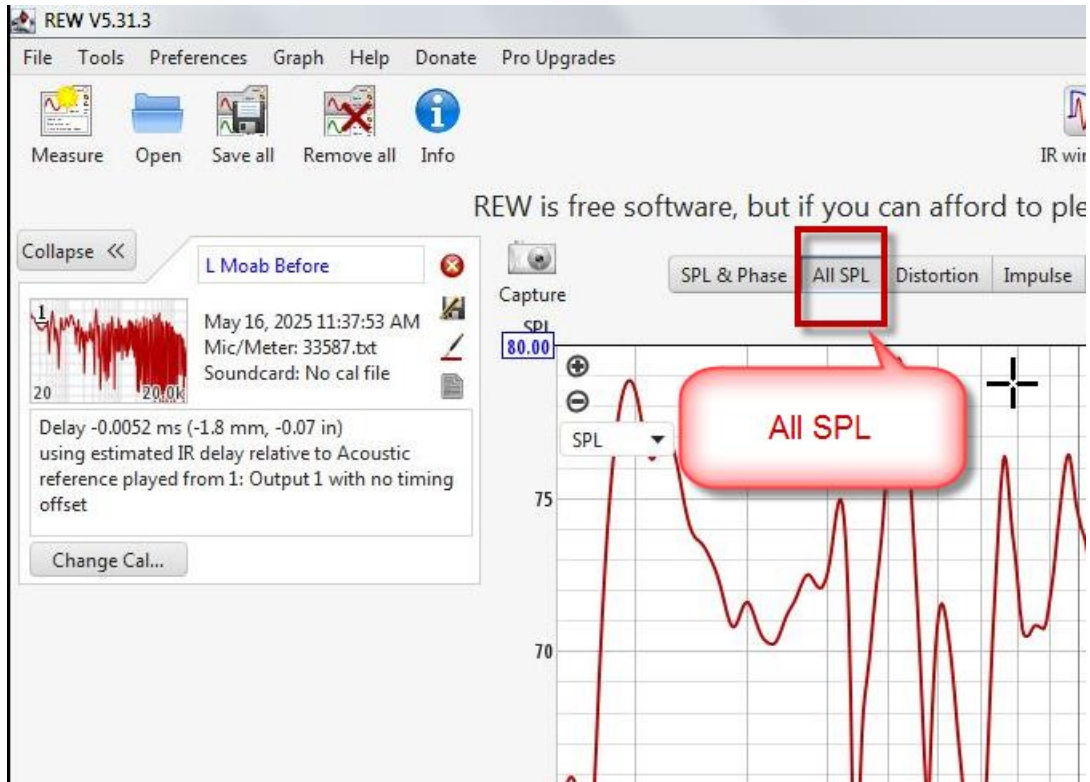 REW V5.31.3
File Tools Preferences Graph Help Donate Pro Upgrades
Measure Open Save all Remove all Info
IR win
REW is free software, but if you can afford to ple
Collapse
L Moab Before
1
20 20.0k
May 16, 2025 11:37:53 AM
Mic/Meter: 33587.txt
Soundcard: No cal file
Delay -0.0052 ms (-1.8 mm, -0.07 in)
using estimated IR delay relative to Acoustic
reference played from 1: Output 1 with no timing
offset
Change Cal...
Capture
SPL & Phase All SPL Distortion Impulse
SPL
80.00
SPL
All SPL
75
70